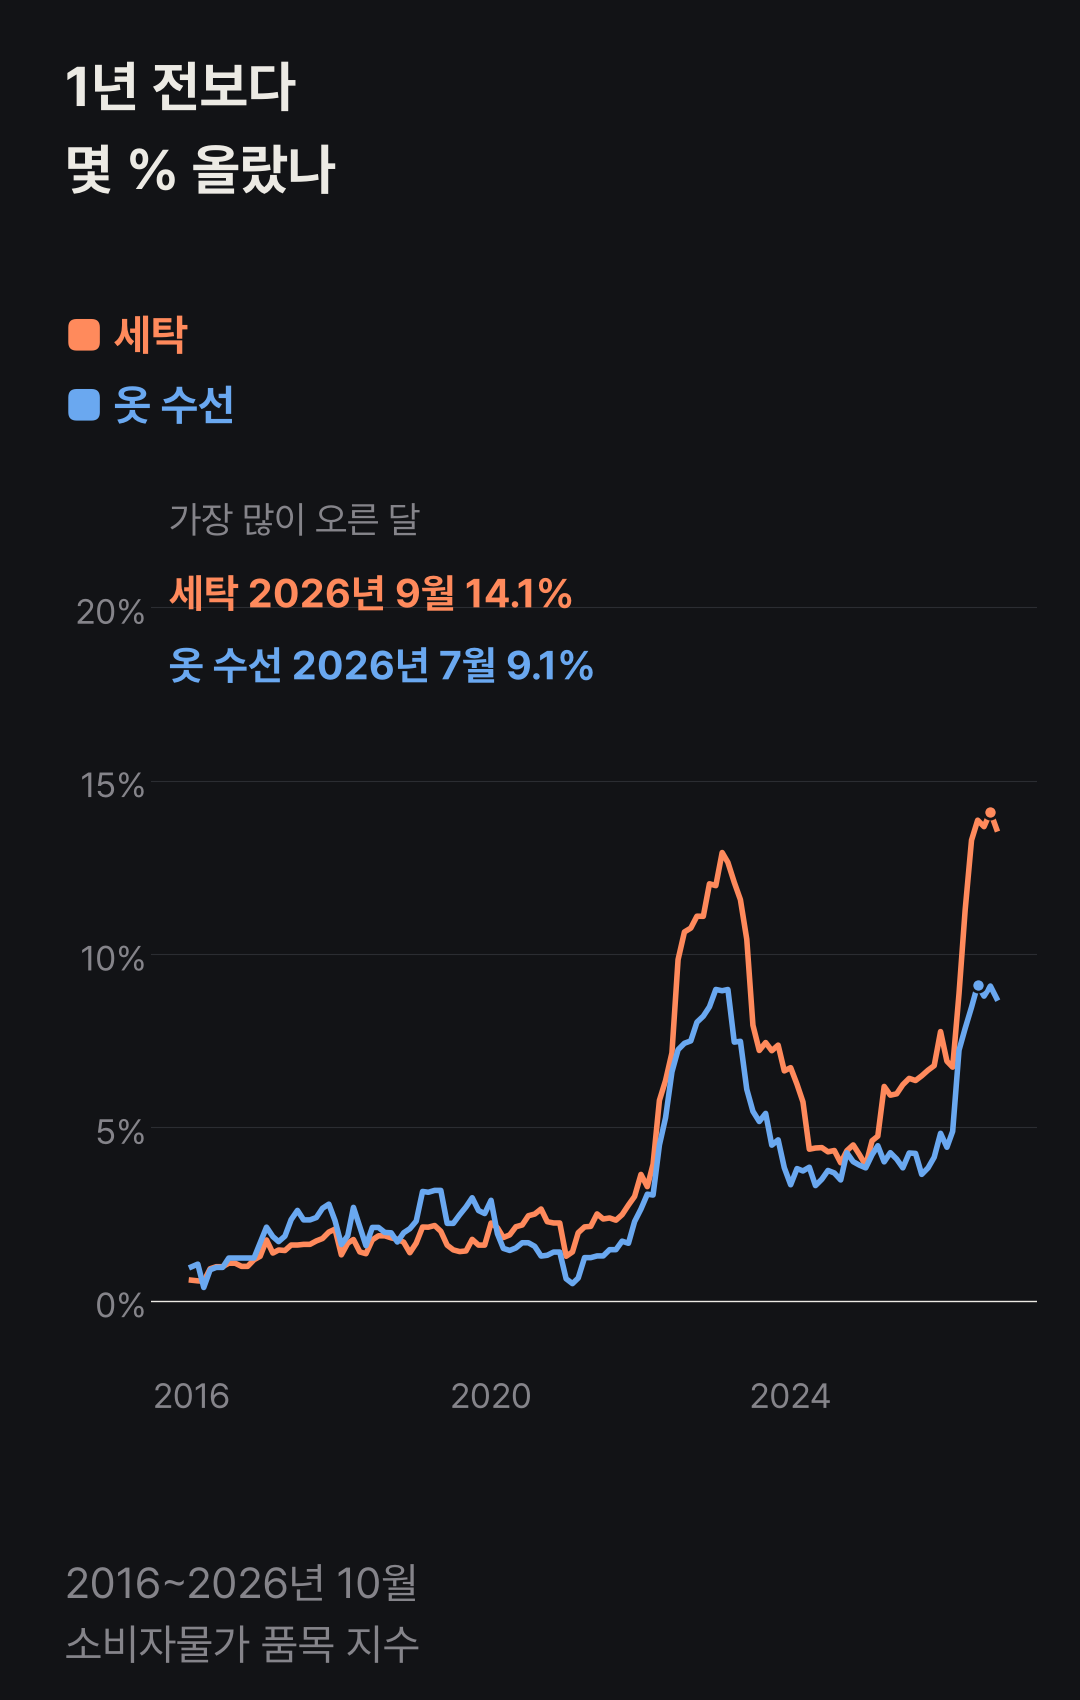 1년 전보다
몇 % 올랐나
세탁
옷 수선
가장 많이 오른 달
세탁 2026년 9월 14.1%
20%
옷 수선 2026년 7월 9.1%
15%
10%
5%
0%
2016 2020 2024
2016~2026년 10월
소비자물가 품목 지수